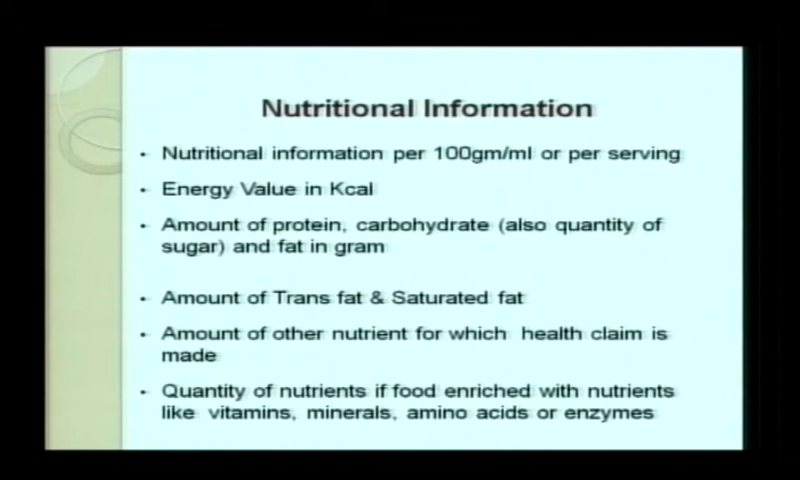 Nutritional Information
• Nutritional information per 100gm/ml or per serving
• Energy Value in Kcal
• Amount of protein, carbohydrate (also quantity of
sugar) and fat in gram
• Amount of Trans fat & Saturated fat
• Amount of other nutrient for which health claim is
made
• Quantity of nutrients if food enriched with nutrients
like vitamins, minerals, amino acids or enzymes